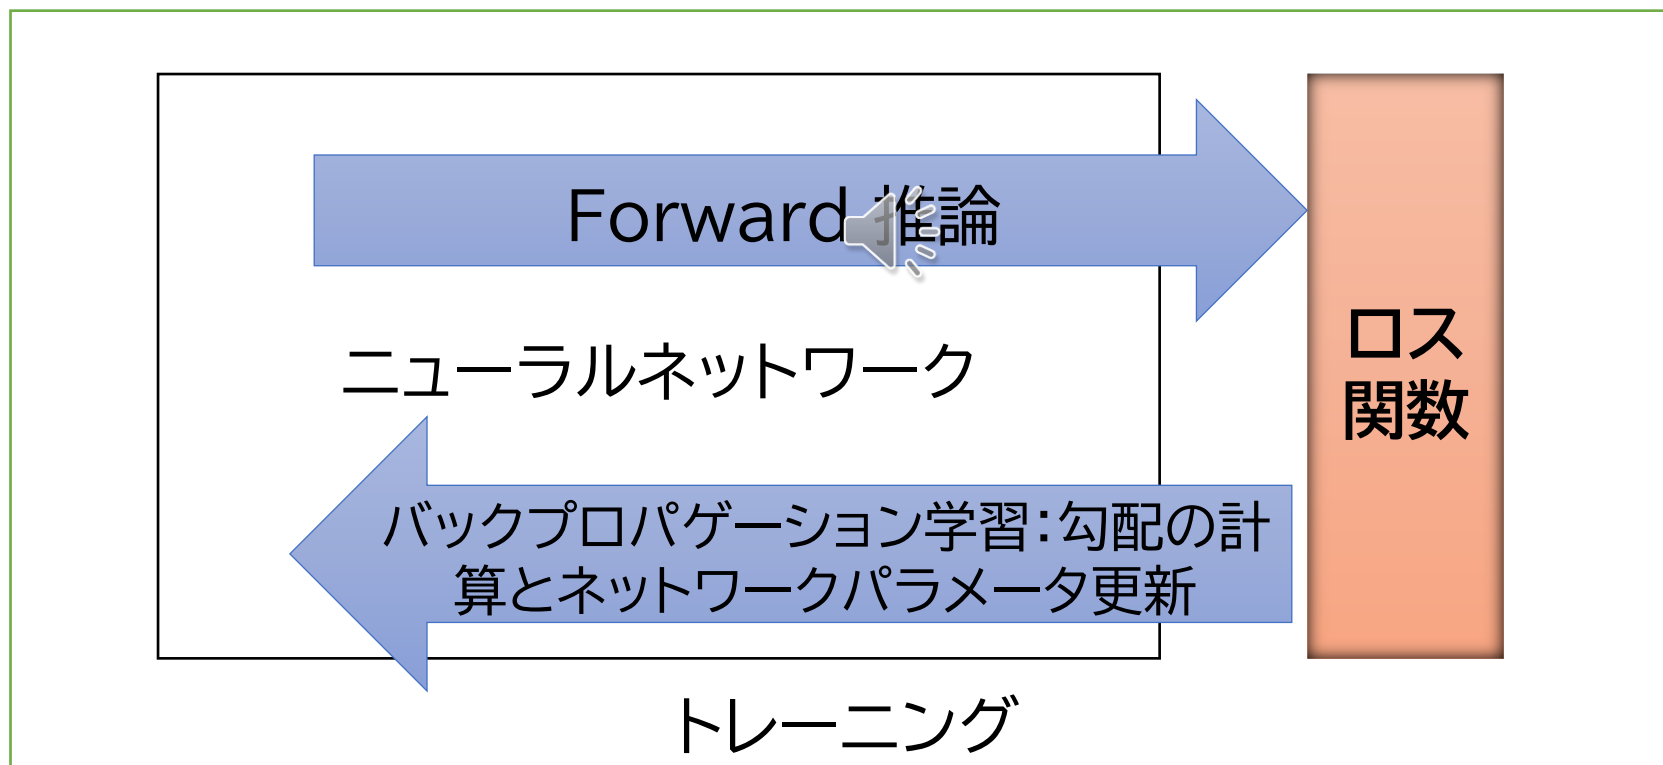 Forward 推論
ニューラルネットワーク
ロス
関数
バックプロパゲーション学習：勾配の計
算とネットワークパラメータ更新
トレーニング